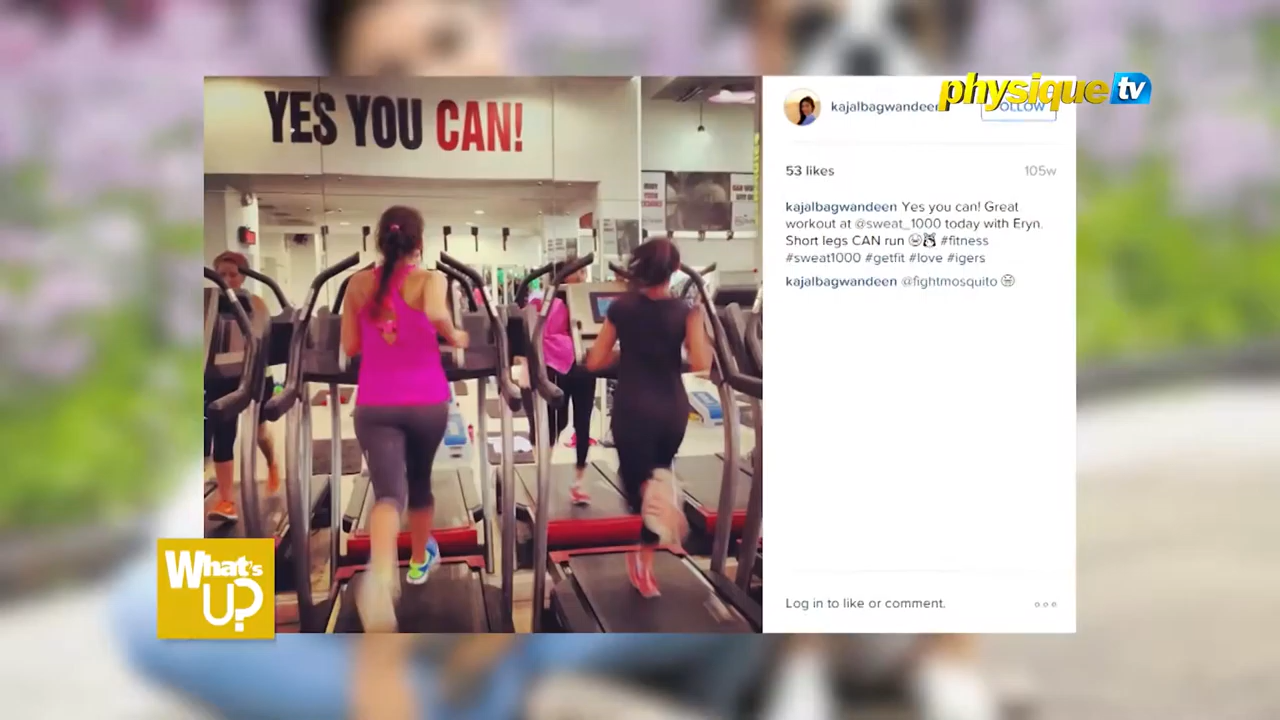 YES YOU CAN!
physique tv
kajalbagwandeen
FOLLOW
53 likes
105w
kajalbagwandeen Yes you can! Great
workout at @sweat_1000 today with Eryn.
Short legs CAN run 😄 #fitness
#sweat1000 #getfit #love #igers
kajalbagwandeen @fightmosquito
Log in to like or comment.
What's
UP?